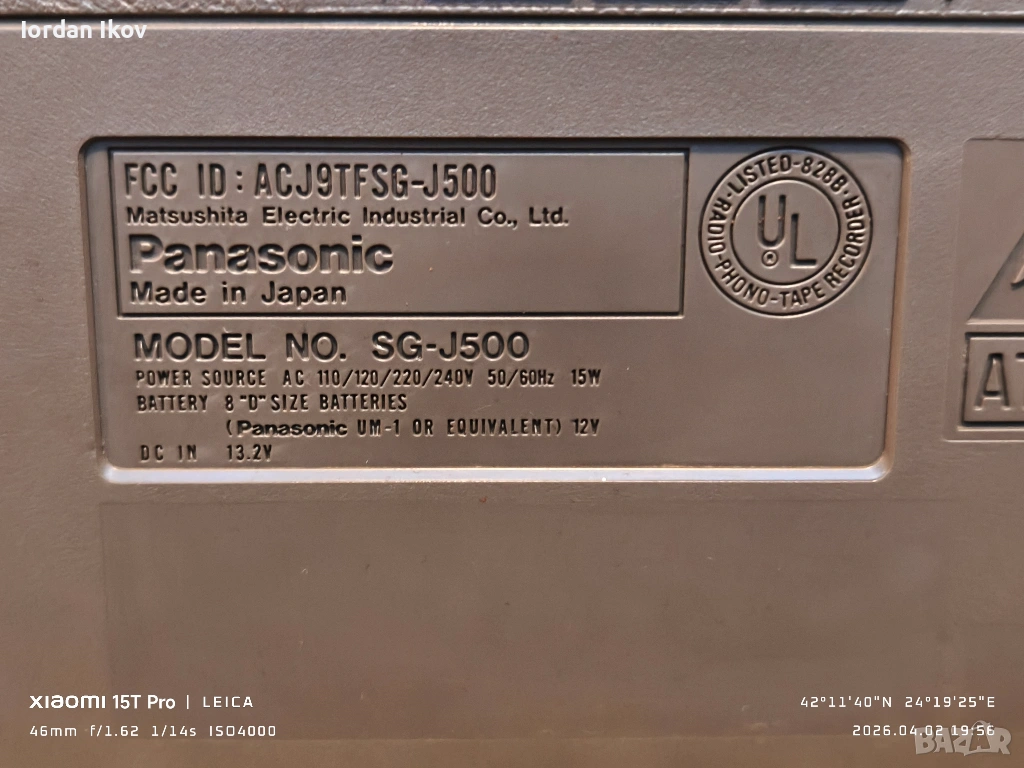 Iordan Ikov
FCC ID: ACJ9TFSG-J500
Matsushita Electric Industrial Co., Ltd.
Panasonic
Made in Japan
LISTED-828B-
RADIO-PHONO-TAPE RECORDER
UL
®
MODEL NO. SG-J500
POWER SOURCE AC 110/120/220/240V 50/60Hz 15W
BATTERY 8 "D" SIZE BATTERIES
(Panasonic UM-1 OR EQUIVALENT) 12V
DC IN 13.2V
XIAOMI 15T Pro | LEICA
46mm f/1.62 1/14s ISO4000
42°11'40"N 24°19'25"E
2026.04.02 19:56
BAZAR